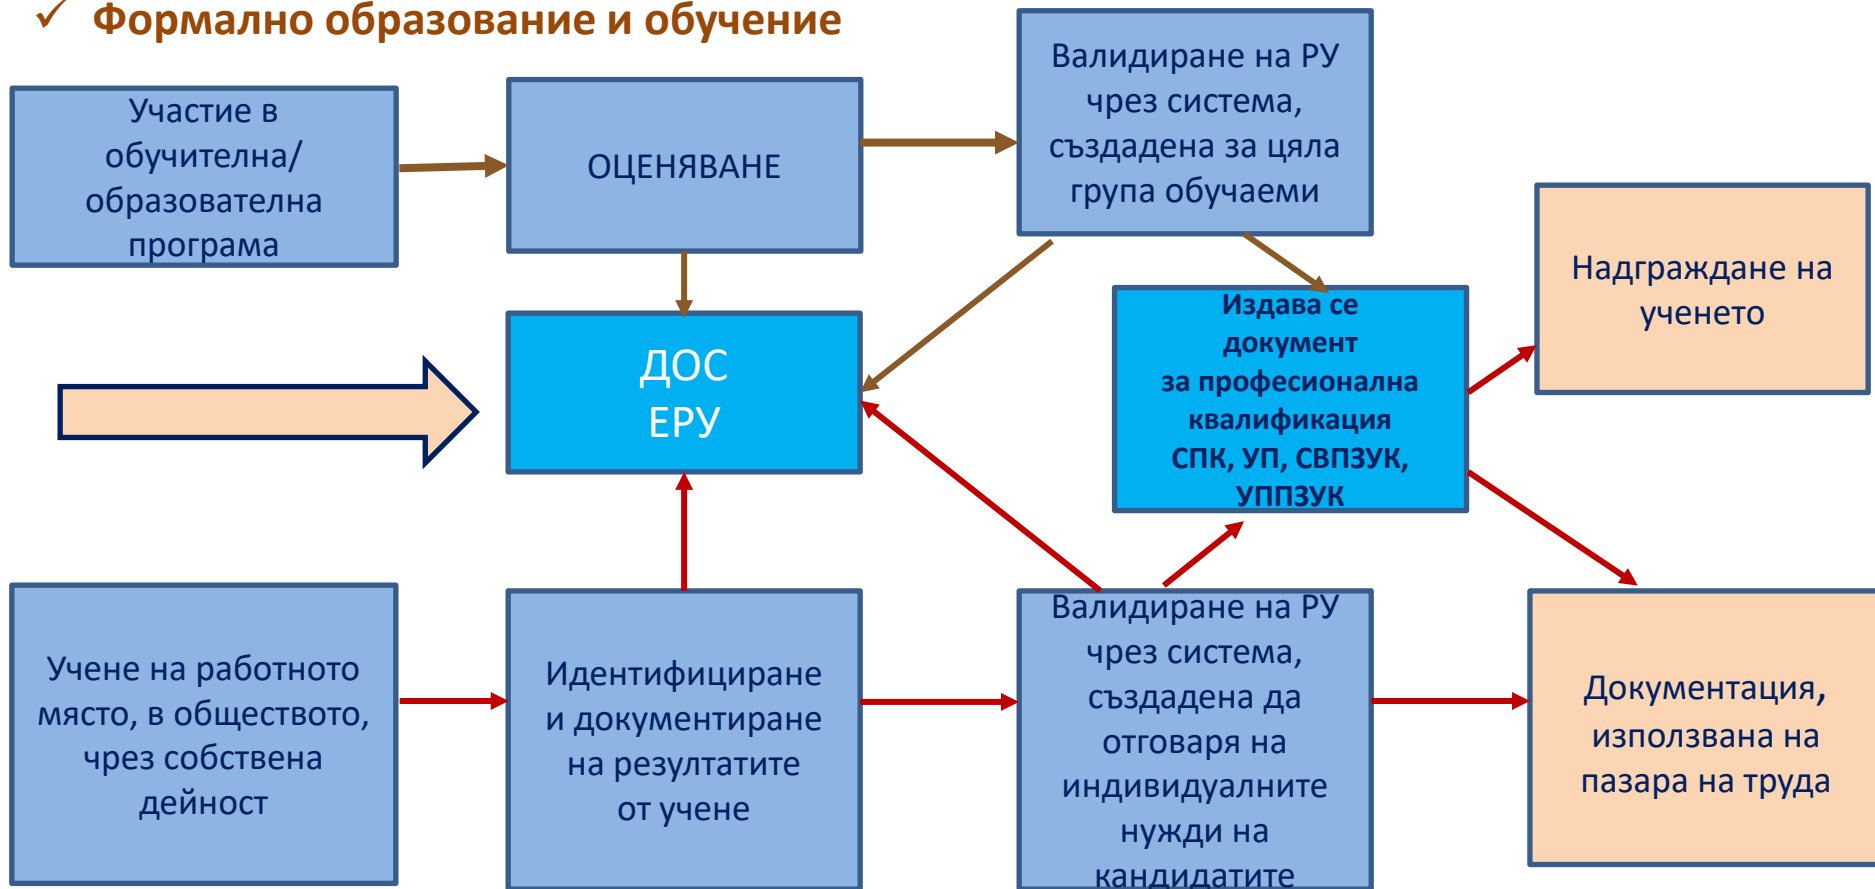 ✓ Формално образование и обучение
Участие в
обучителна/
образователна
програма
ОЦЕНЯВАНЕ
Валидиране на РУ
чрез система,
създадена за цяла
група обучаеми
Надграждане на
ученето
ДОС
ЕРУ
Издава се
документ
за професионална
квалификация
СПК, УП, СВПЗУК,
УППЗУК
Учене на работното
място, в обществото,
чрез собствена
дейност
Идентифициране
и документиране
на резултатите
от учене
Валидиране на РУ
чрез система,
създадена да
отговаря на
индивидуалните
нужди на
кандидатите
Документация,
използвана на
пазара на труда